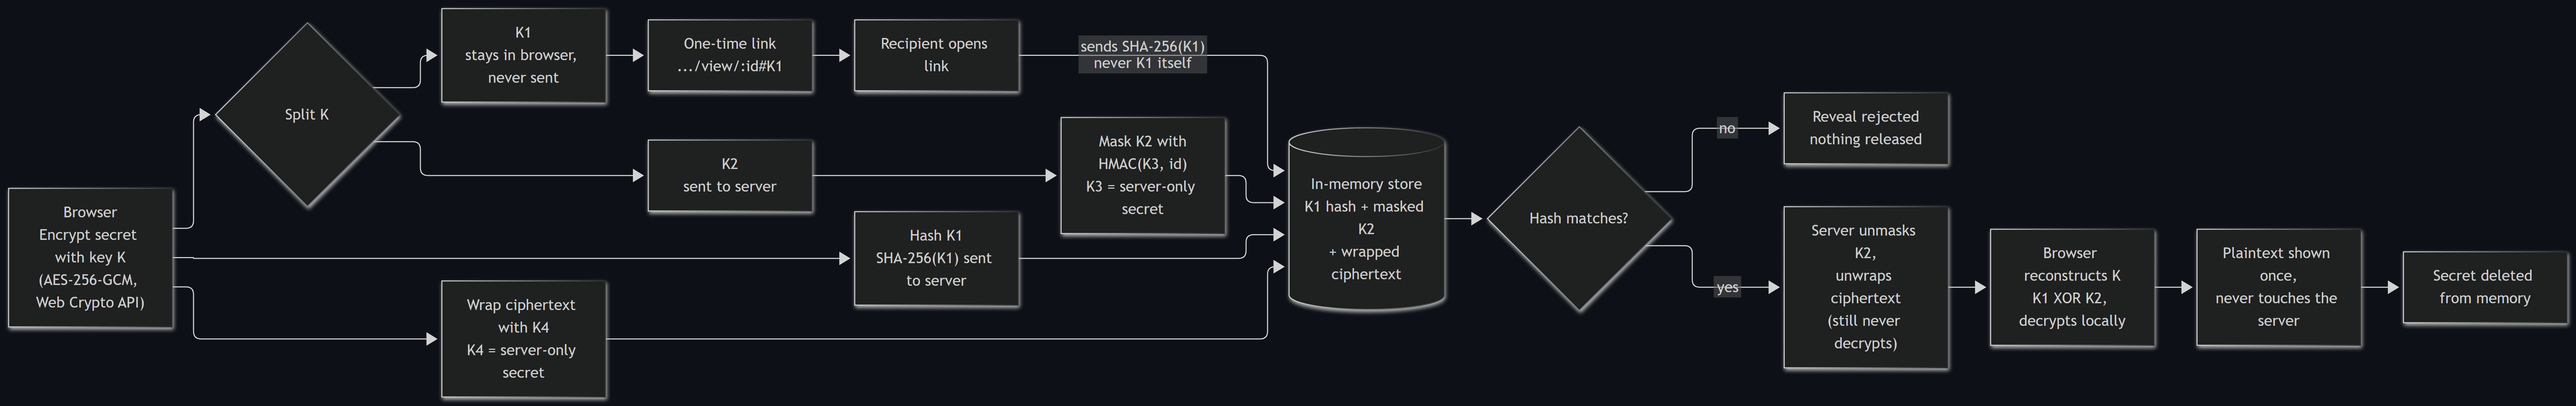 Browser
Encrypt secret
with key K
(AES-256-GCM,
Web Crypto API)
Split K
K1
stays in browser,
never sent
One-time link
.../view/:id#K1
Recipient opens
link
sends SHA-256(K1)
never K1 itself
K2
sent to server
Mask K2 with
HMAC(K3, id)
K3 = server-only
secret
Hash K1
SHA-256(K1) sent
to server
Wrap ciphertext
with K4
K4 = server-only
secret
In-memory store
K1 hash + masked
K2
+ wrapped
ciphertext
Hash matches?
no
Reveal rejected
nothing released
yes
Server unmasks
K2,
unwraps
ciphertext
(still never
decrypts)
Browser
reconstructs K
K1 XOR K2,
decrypts locally
Plaintext shown
once,
never touches the
server
Secret deleted
from memory